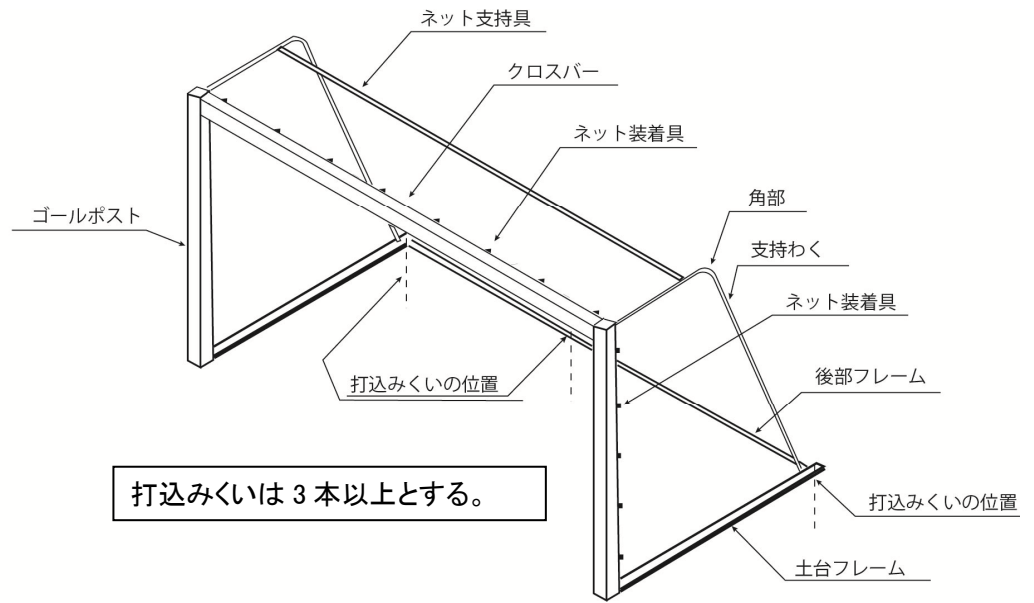 ネット支持具
クロスバー
ネット装着具
角部
ゴールポスト
支持わく
ネット装着具
打込みくいの位置
後部フレーム
打込みくいは3本以上とする。
打込みくいの位置
土台フレーム